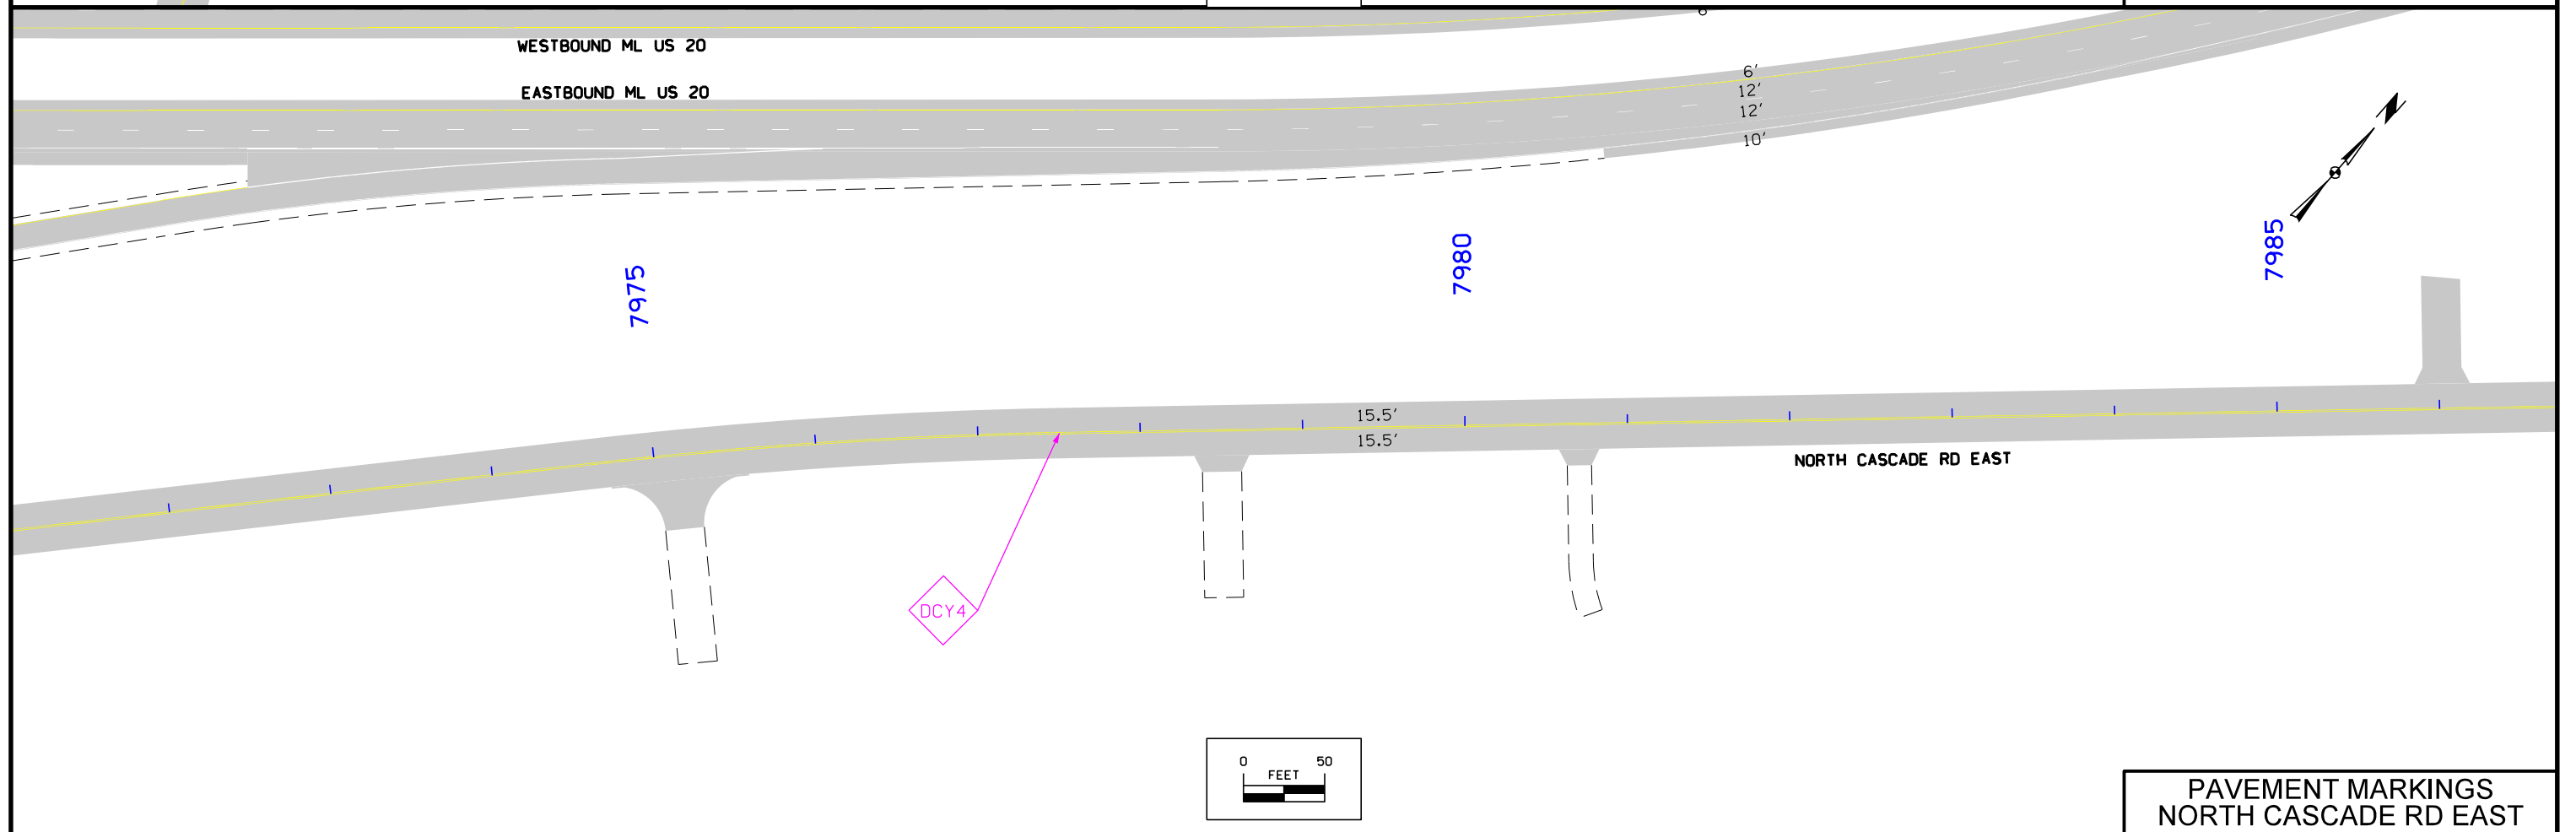 6
WESTBOUND ML US 20
EASTBOUND ML US 20
6'
12'
12'
10'
7975
7980
7985
15.5'
15.5'
NORTH CASCADE RD EAST
DCY4
0 50
FEET
PAVEMENT MARKINGS
NORTH CASCADE RD EAST